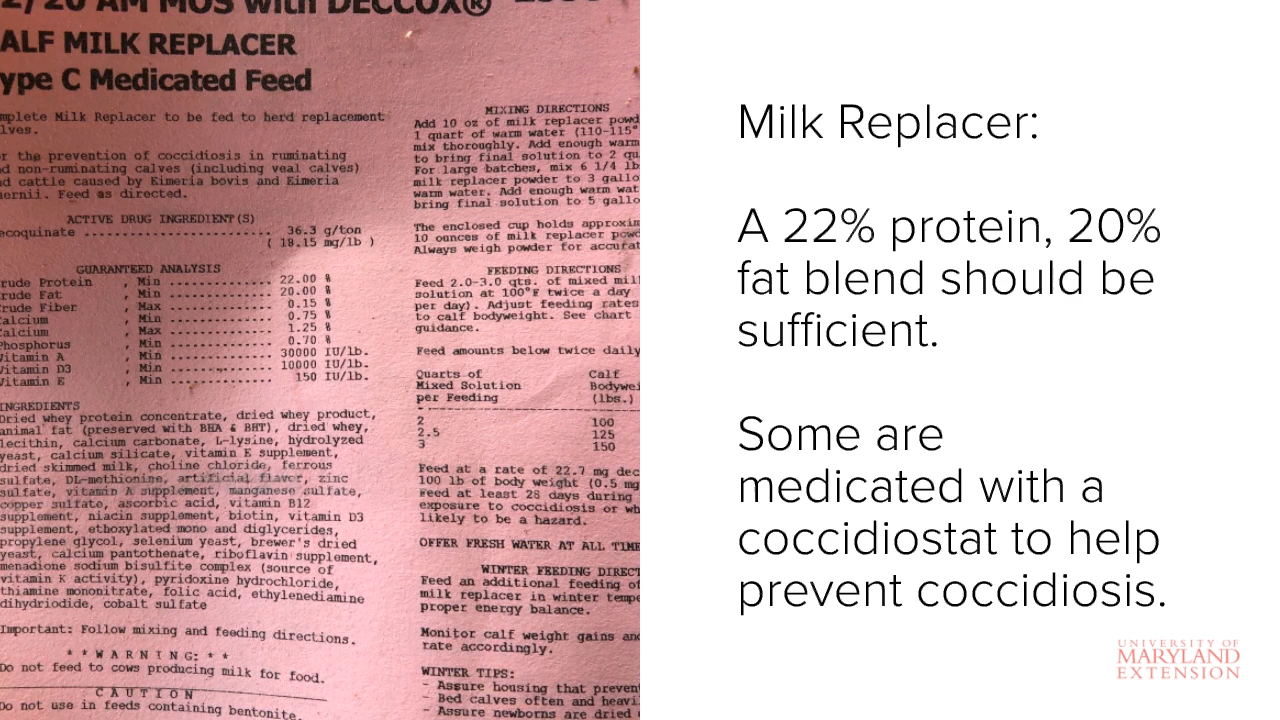 2/20 AM MOS with DECCOX®
ALF MILK REPLACER
ype C Medicated Feed
mplete Milk Replacer to be fed to herd replacement
lves.
r the prevention of coccidiosis in ruminating
d non-ruminating calves (including veal calves)
d cattle caused by Eimeria bovis and Eimeria
ernii. Feed as directed.
ACTIVE DRUG INGREDIENT(S)
ecoquinate ............................ 36.3 g/ton
( 18.15 mg/lb )
GUARANTEED ANALYSIS
rude Protein , Min ............... 22.00 %
rude Fat , Min ............... 20.00 %
rude Fiber , Max ............... 0.15 %
alcium , Min ............... 0.75 %
alcium , Max ............... 1.25 %
Phosphorus , Min ............... 0.70 %
Vitamin A , Min ............... 30000 IU/lb.
Vitamin D3 , Min ............... 10000 IU/lb.
Vitamin E , Min ............... 150 IU/lb.
INGREDIENTS
Dried whey protein concentrate, dried whey product,
animal fat (preserved with BHA & BHT), dried whey,
lecithin, calcium carbonate, L-lysine, hydrolyzed
yeast, calcium silicate, vitamin E supplement,
dried skimmed milk, choline chloride, ferrous
sulfate, DL-methionine, artificial flavor, zinc
sulfate, vitamin A supplement, manganese sulfate,
copper sulfate, ascorbic acid, vitamin B12
supplement, niacin supplement, biotin, vitamin D3
supplement, ethoxylated mono and diglycerides,
propylene glycol, selenium yeast, brewer's dried
yeast, calcium pantothenate, riboflavin supplement,
menadione sodium bisulfite complex (source of
vitamin K activity), pyridoxine hydrochloride,
thiamine mononitrate, folic acid, ethylenediamine
dihydriodide, cobalt sulfate
Important: Follow mixing and feeding directions.
* * W A R N I N G: * *
Do not feed to cows producing milk for food.
C A U T I O N
Do not use in feeds containing bentonite.
MIXING DIRECTIONS
Add 10 oz of milk replacer powd
1 quart of warm water (110-115°
mix thoroughly. Add enough warm
to bring final solution to 2 qu
For large batches, mix 6 1/4 lb
milk replacer powder to 3 gallo
warm water. Add enough warm wat
bring final solution to 5 gallo
The enclosed cup holds approxim
10 ounces of milk replacer powd
Always weigh powder for accurat
FEEDING DIRECTIONS
Feed 2.0-3.0 qts. of mixed mil
solution at 100°F twice a day
per day). Adjust feeding rates
to calf bodyweight. See chart
guidance.
Feed amounts below twice daily
Quarts of Calf
Mixed Solution Bodywei
per Feeding (lbs.)
2 100
2.5 125
3 150
Feed at a rate of 22.7 mg dec
100 lb of body weight (0.5 mg
Feed at least 28 days during
exposure to coccidiosis or wh
likely to be a hazard.
OFFER FRESH WATER AT ALL TIME
WINTER FEEDING DIRECT
Feed an additional feeding of
milk replacer in winter tempe
proper energy balance.
Monitor calf weight gains and
rate accordingly.
WINTER TIPS:
- Assure housing that preven
- Bed calves often and heavi
- Assure newborns are dried
Milk Replacer:
A 22% protein, 20%
fat blend should be
sufficient.
Some are
medicated with a
coccidiostat to help
prevent coccidiosis.
UNIVERSITY OF
MARYLAND
EXTENSION